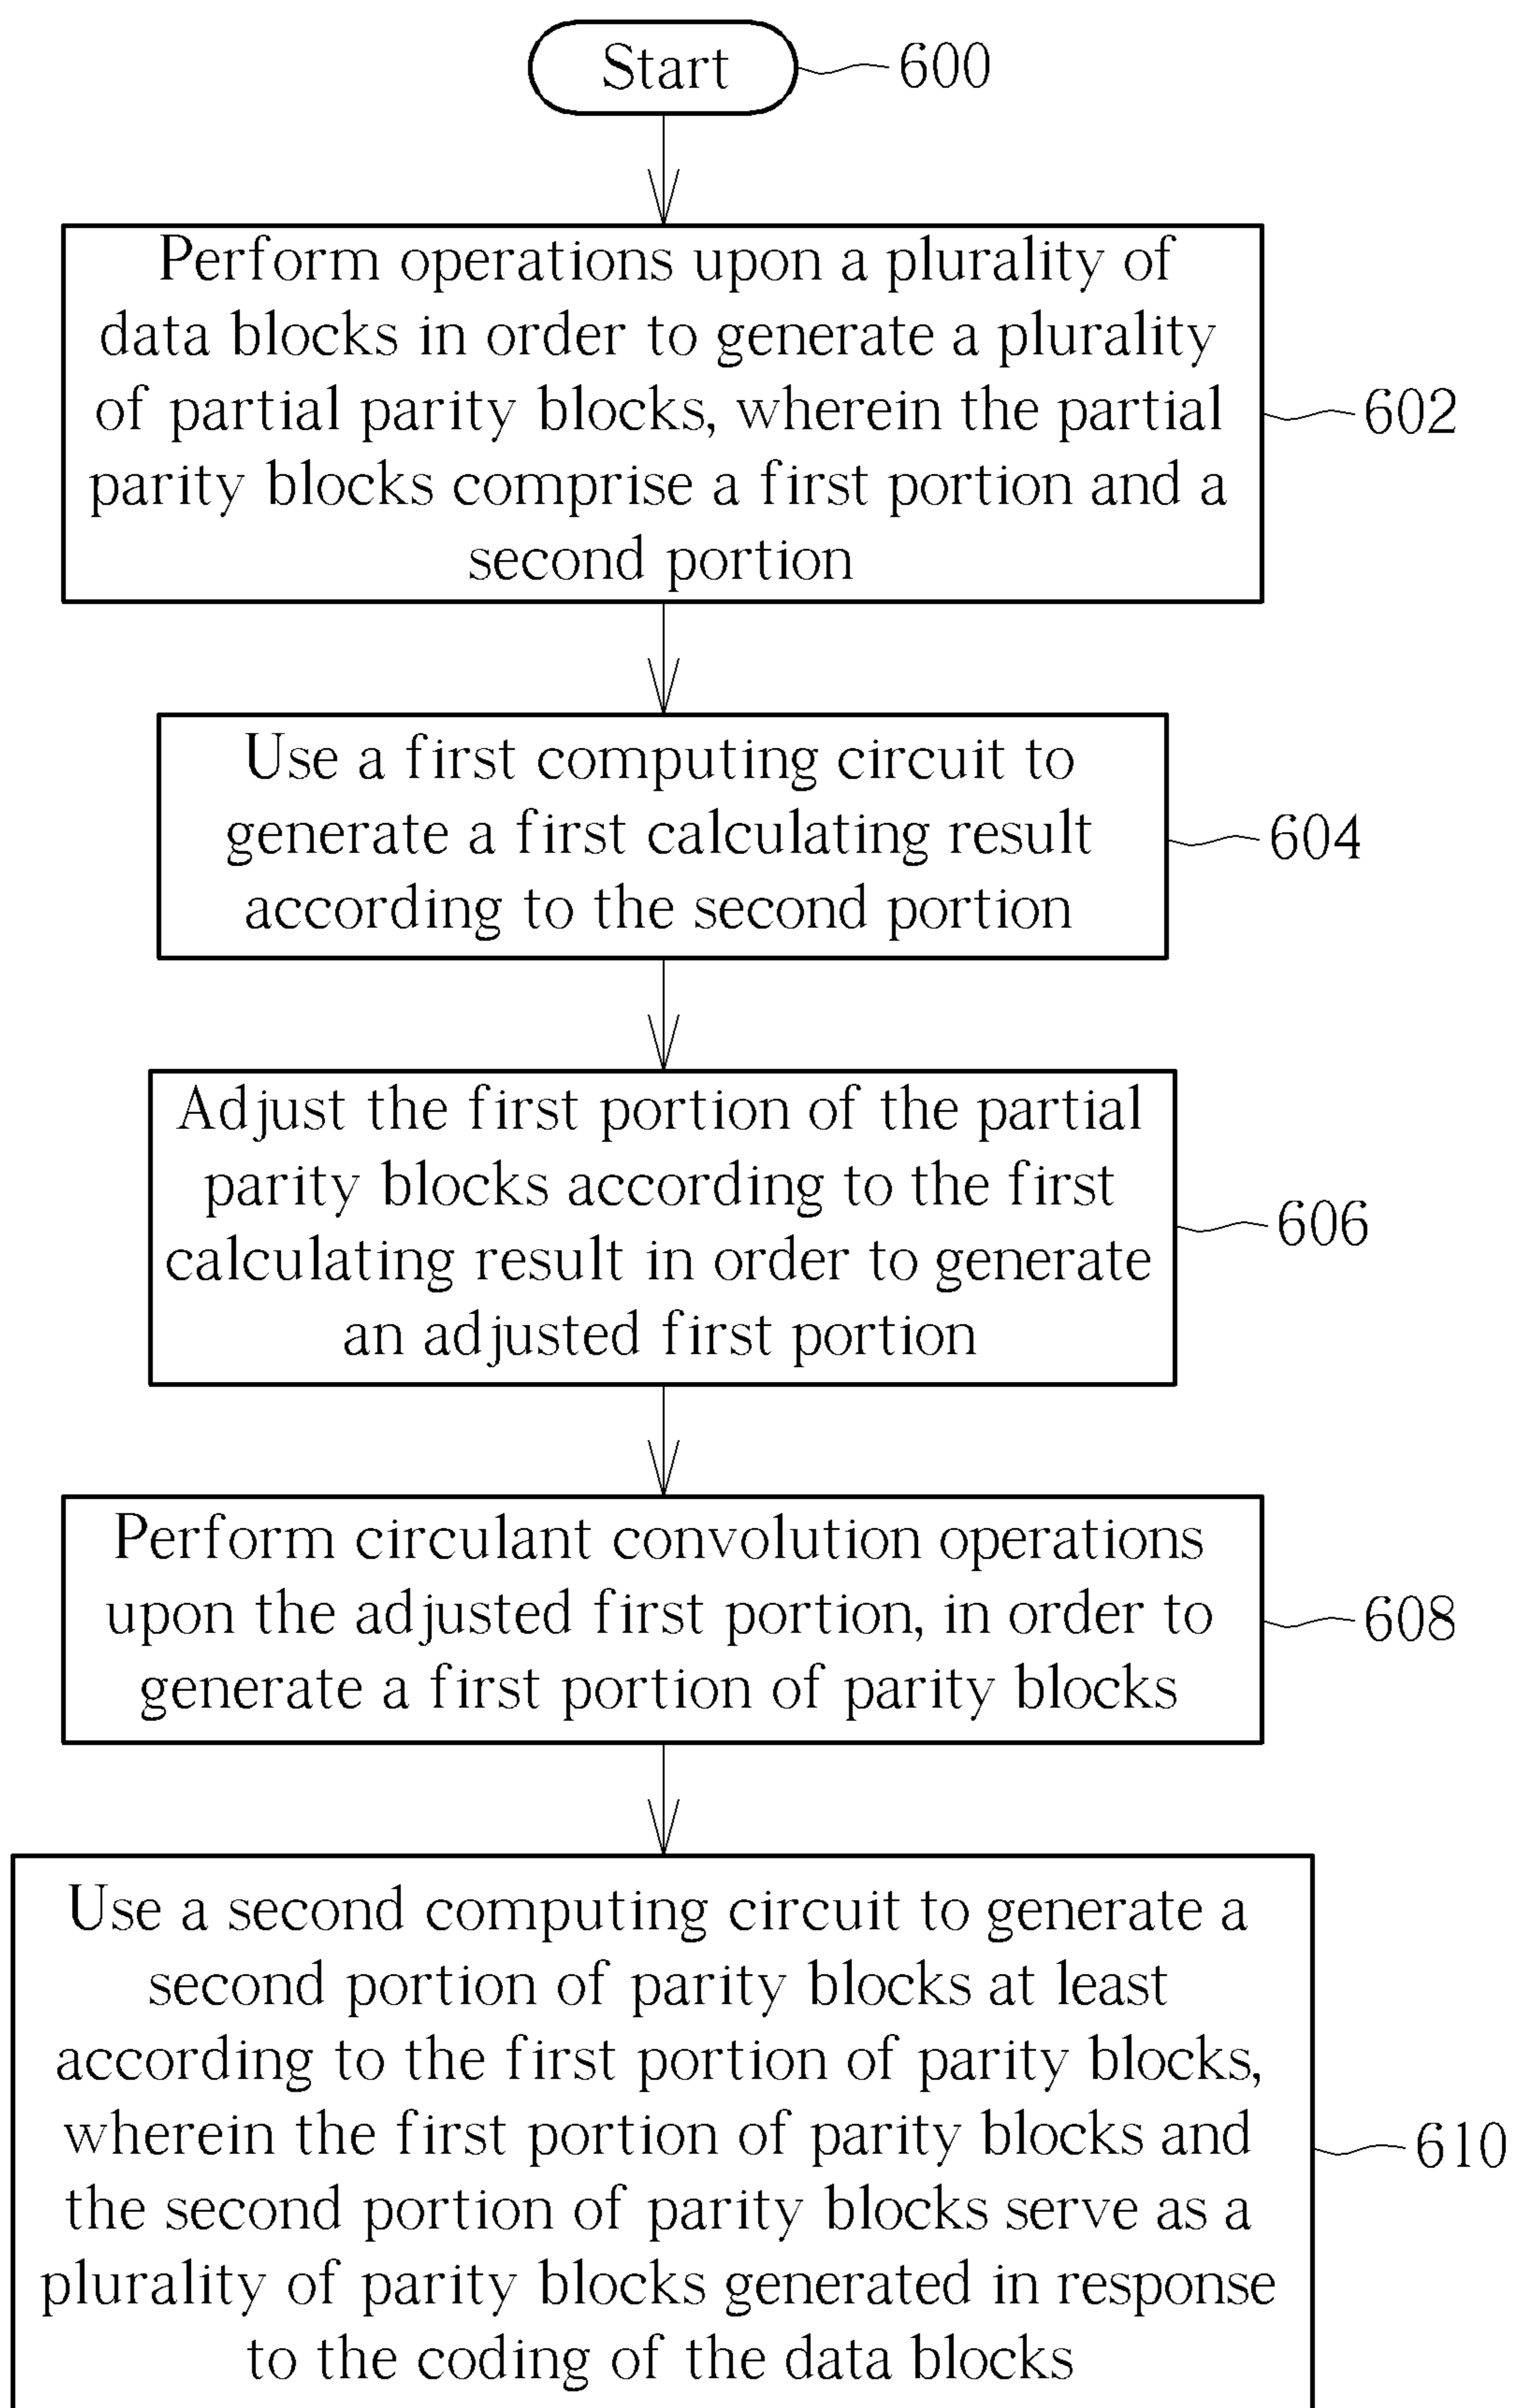 Start
600
Perform operations upon a plurality of
data blocks in order to generate a plurality
of partial parity blocks, wherein the partial
parity blocks comprise a first portion and a
second portion
602
Use a first computing circuit to
generate a first calculating result
according to the second portion
604
Adjust the first portion of the partial
parity blocks according to the first
calculating result in order to generate
an adjusted first portion
606
Perform circulant convolution operations
upon the adjusted first portion, in order to
generate a first portion of parity blocks
608
Use a second computing circuit to generate a
second portion of parity blocks at least
according to the first portion of parity blocks,
wherein the first portion of parity blocks and
the second portion of parity blocks serve as a
plurality of parity blocks generated in response
to the coding of the data blocks
610